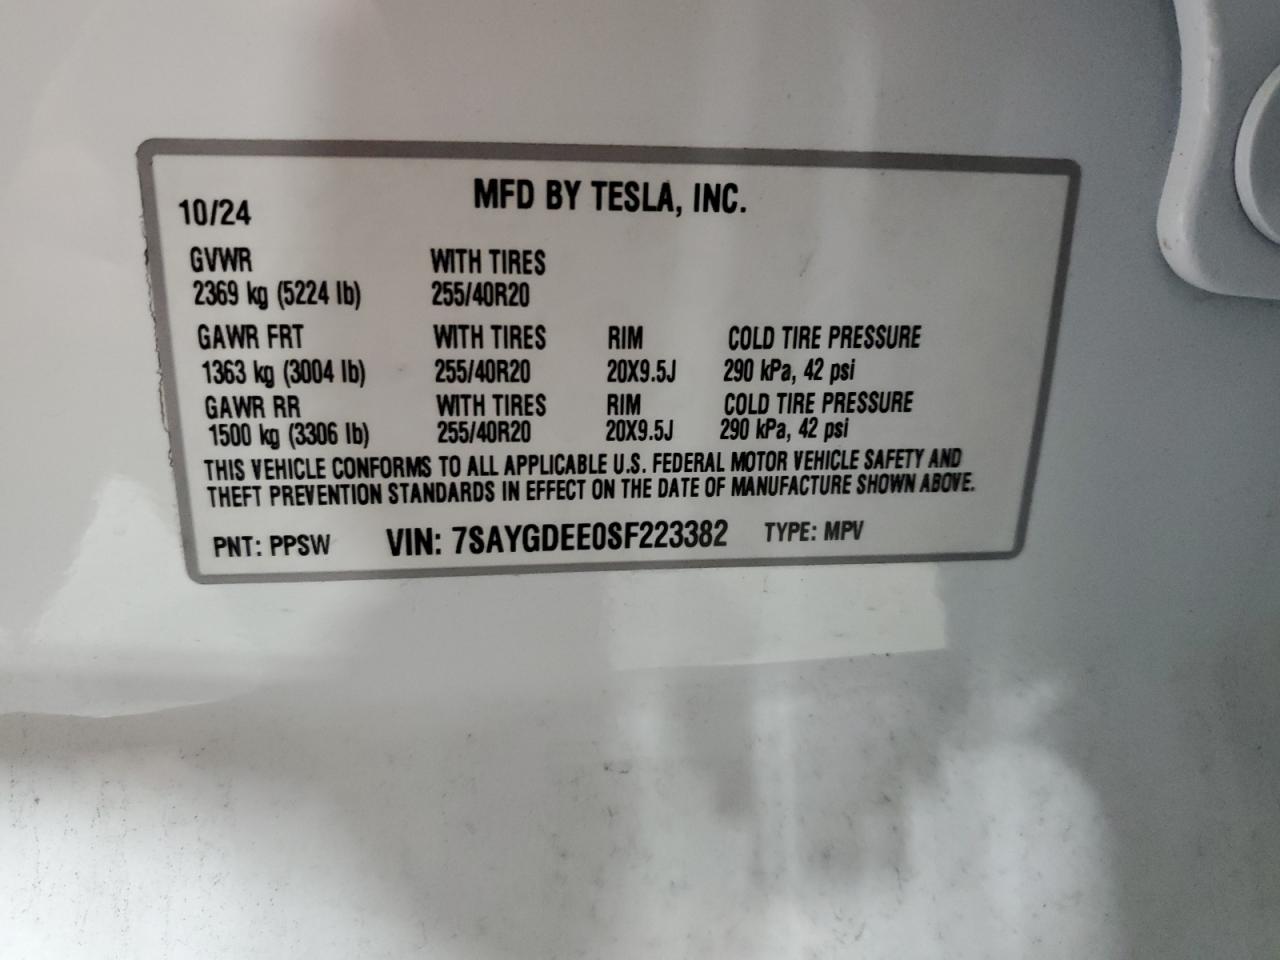 MFD BY TESLA, INC.
10/24
GVWR WITH TIRES
2369 kg (5224 lb) 255/40R20
GAWR FRT WITH TIRES RIM COLD TIRE PRESSURE
1363 kg (3004 lb) 255/40R20 20X9.5J 290 kPa, 42 psi
GAWR RR WITH TIRES RIM COLD TIRE PRESSURE
1500 kg (3306 lb) 255/40R20 20X9.5J 290 kPa, 42 psi
THIS VEHICLE CONFORMS TO ALL APPLICABLE U.S. FEDERAL MOTOR VEHICLE SAFETY AND
THEFT PREVENTION STANDARDS IN EFFECT ON THE DATE OF MANUFACTURE SHOWN ABOVE.
PNT: PPSW VIN: 7SAYGDEE0SF223382 TYPE: MPV